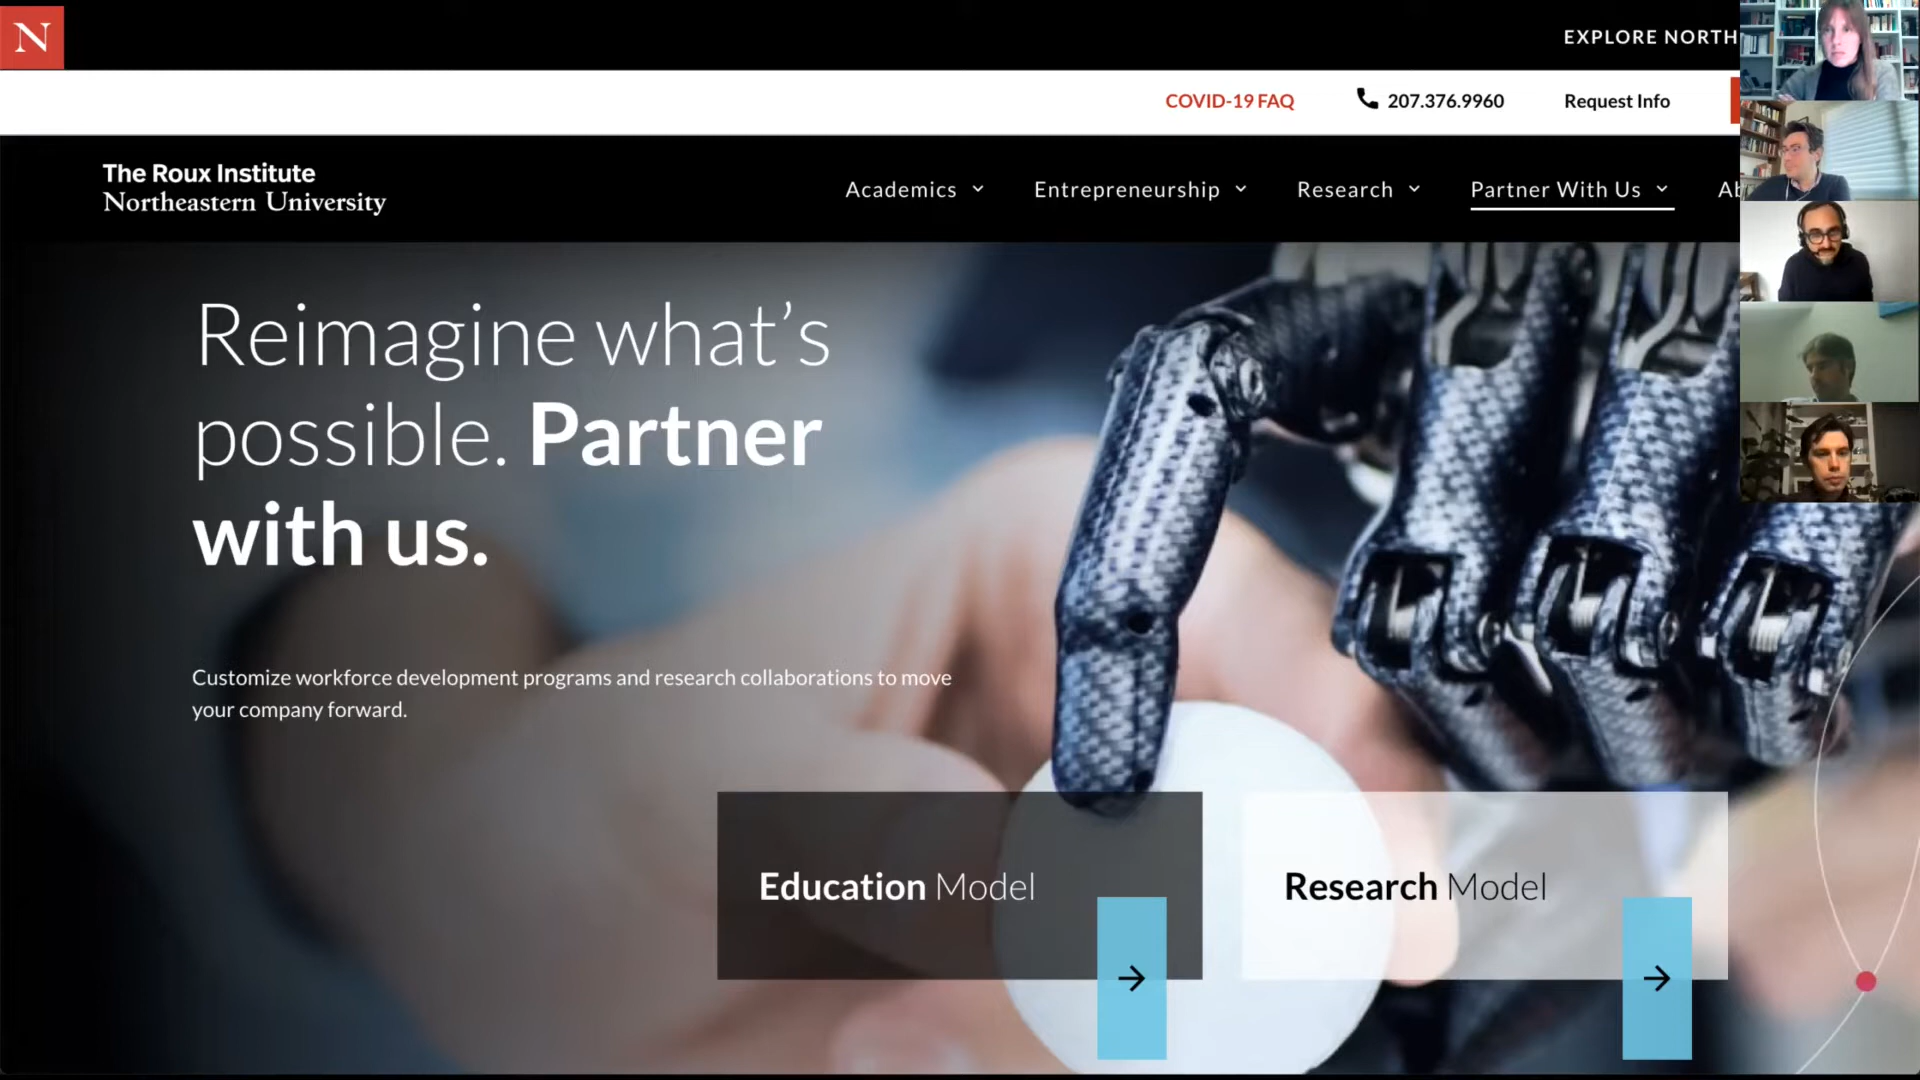 N
EXPLORE NORTH
COVID-19 FAQ
207.376.9960
Request Info
The Roux Institute
Northeastern University
Academics
Entrepreneurship
Research
Partner With Us
Reimagine what’s
possible. Partner
with us.
Customize workforce development programs and research collaborations to move
your company forward.
Education Model
Research Model